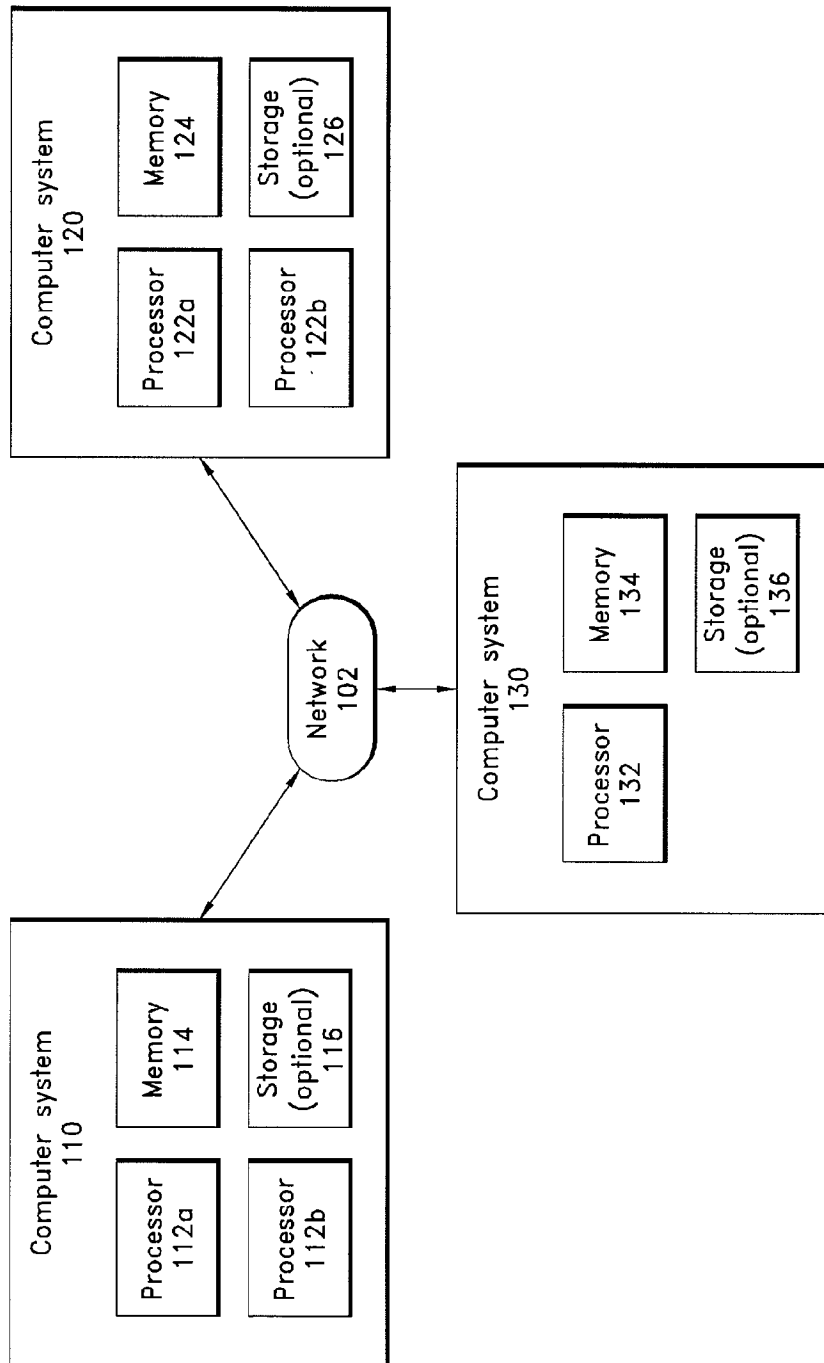 Computer system
110
Processor
112a
Memory
114
Processor
112b
Storage
(optional)
116
Network
102
Computer system
120
Processor
122a
Memory
124
Processor
122b
Storage
(optional)
126
Computer system
130
Processor
132
Memory
134
Storage
(optional)
136